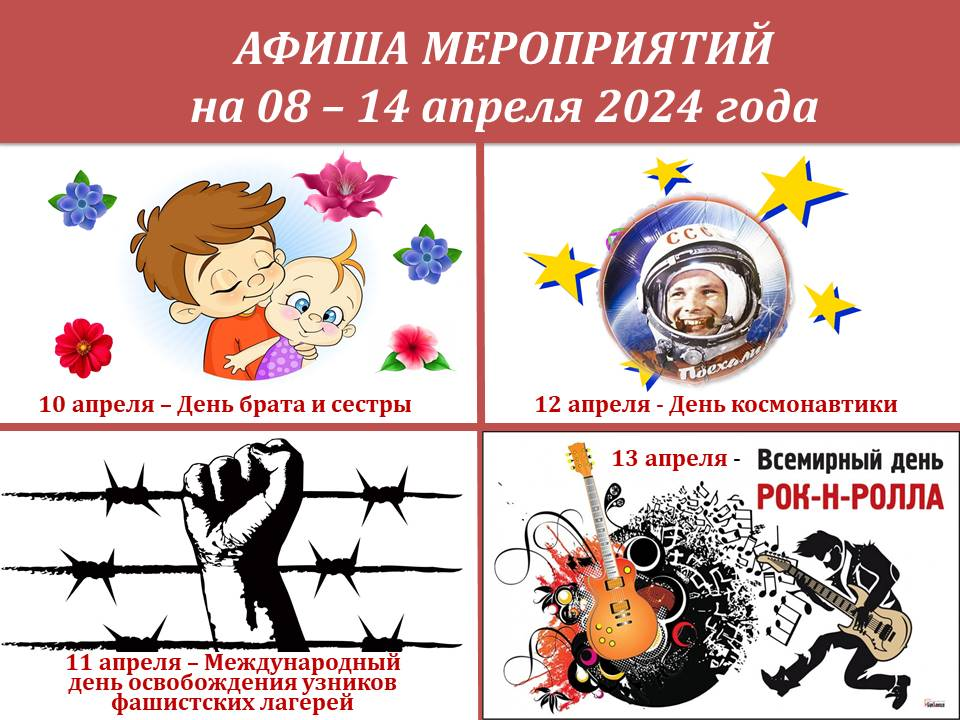 АФИША МЕРОПРИЯТИЙ
на 08 – 14 апреля 2024 года
СССР
Поехали!
10 апреля – День брата и сестры
12 апреля - День космонавтики
11 апреля – Международный
день освобождения узников
фашистских лагерей
13 апреля - Всемирный день
РОК-Н-РОЛЛА